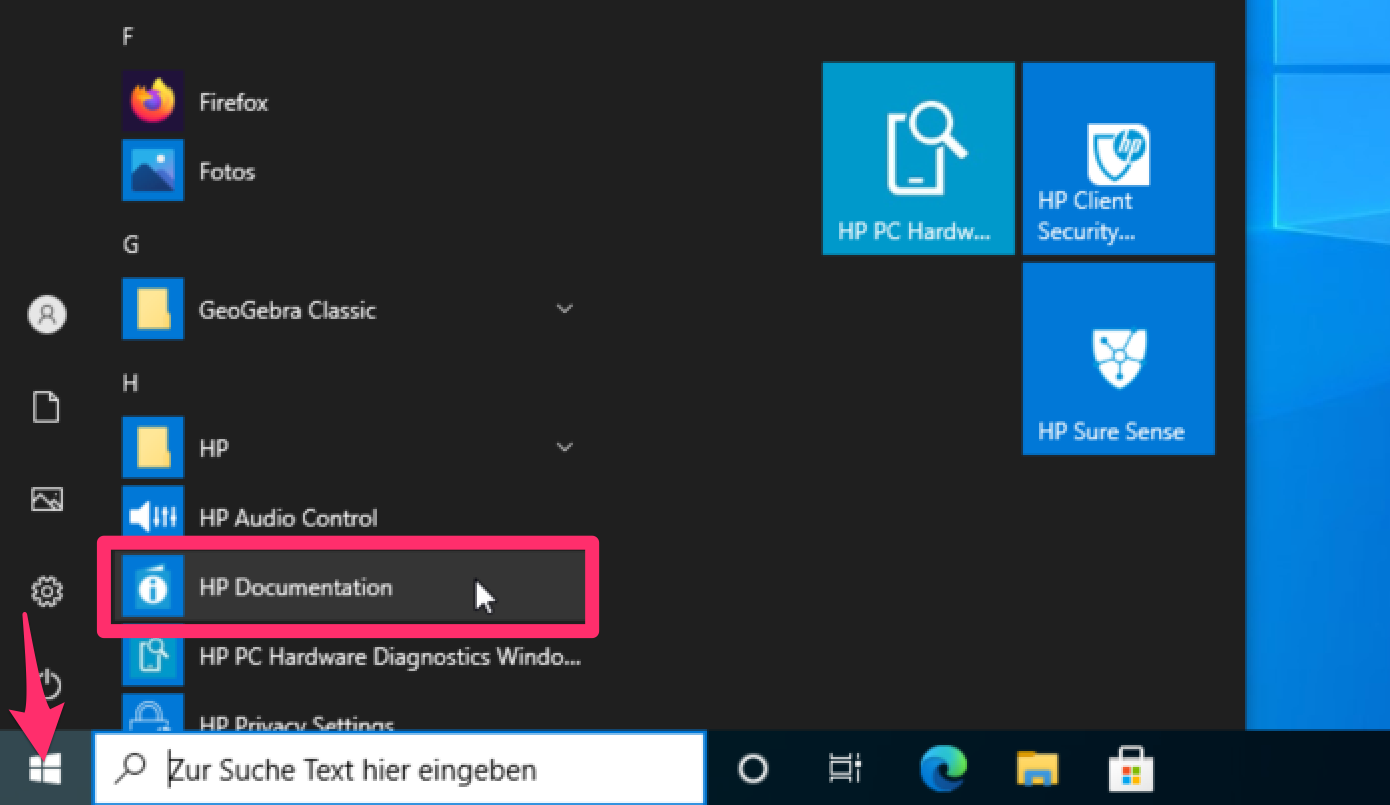 F
Firefox
Fotos
G
GeoGebra Classic
H
HP
HP Audio Control
HP Documentation
HP PC Hardware Diagnostics Windo...
HP Privacy Settings
HP PC Hardw...
hp
HP Client
Security...
HP Sure Sense
Zur Suche Text hier eingeben